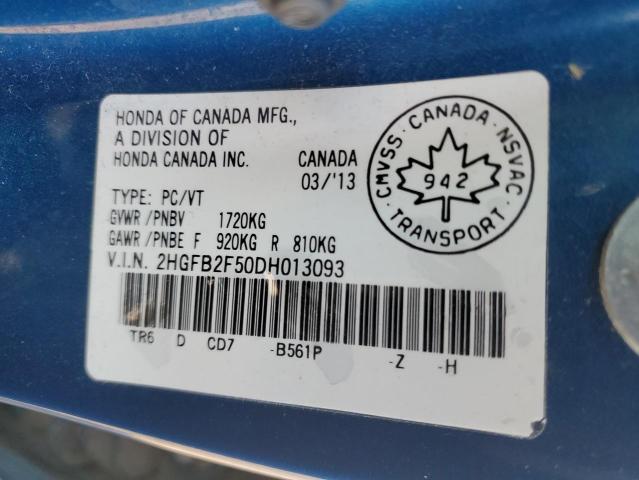 HONDA OF CANADA MFG.,
A DIVISION OF
HONDA CANADA INC. CANADA
03/'13
TYPE: PC/VT
GVWR/PNBV 1720KG
GAWR/PNBE F 920KG R 810KG
V.I.N. 2HGFB2F50DH013093
TR6 D CD7 -B561P -Z -H
CMVSS · CANADA · NSVAC ·
942
TRANSPORT